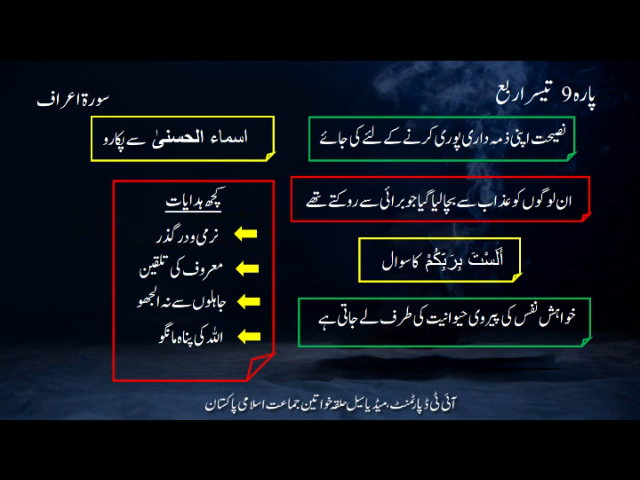 پارہ 9 تیسرا ربع
سورۃ اعراف
نصیحت اپنی ذمہ داری پوری کرنے کے لئے کی جائے
ان لوگوں کو عذاب سے بچا لیا گیا جو برائی سے روکتے تھے
أَلَسْتَ بِرَبِّكُمْ کا سوال
خواہش نفس کی پیروی حیوانیت کی طرف لے جاتی ہے
اسماء الحسنیٰ سے پکارو
کچھ ہدایات
نرمی و درگذر
معروف کی تلقین
جاہلوں سے نہ الجھو
اللہ کی پناہ مانگو
آئی ٹی ڈپارٹمنٹ، میڈیا سیل حلقہ خواتین جماعت اسلامی پاکستان